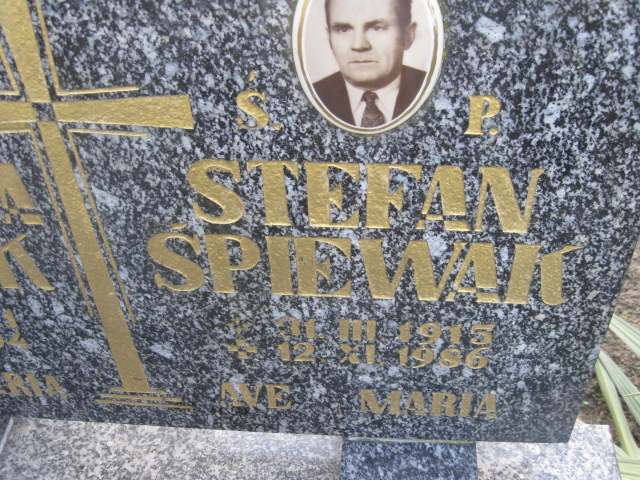 Ś. P.
STEFAN
ŚPIEWAK
* 31 III 1915
+ 12 XI 1986
AVE MARIA